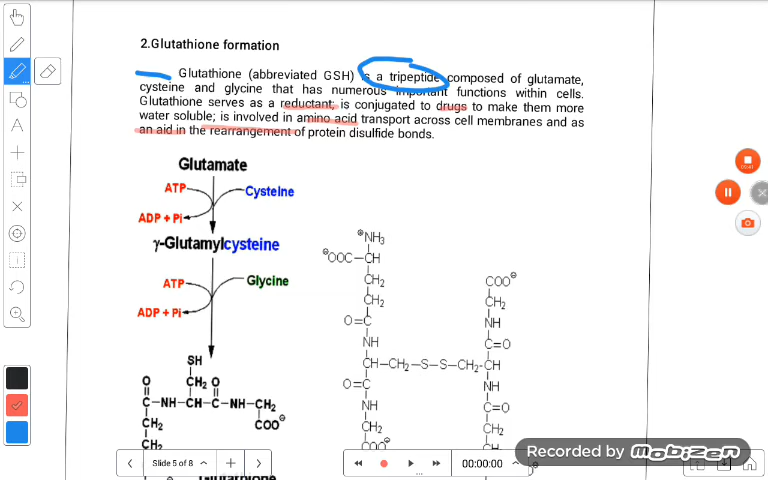 2.Glutathione formation
Glutathione (abbreviated GSH) is a tripeptide composed of glutamate,
cysteine and glycine that has numerous important functions within cells.
Glutathione serves as a reductant; is conjugated to drugs to make them more
water soluble; is involved in amino acid transport across cell membranes and as
an aid in the rearrangement of protein disulfide bonds.
Glutamate
ATP
Cysteine
ADP + Pi
γ-Glutamylcysteine
ATP
Glycine
ADP + Pi
SH
O
CH₂ O
C–NH–CH–C–NH–CH₂
CH₂
COO⊖
CH₂
⊕NH₃
⊖OOC–CH
CH₂
CH₂
O=C
NH
CH–CH₂–S–S–CH₂-CH
O=C
NH
CH₂
COO⊖
COO⊖
CH₂
NH
C=O
NH
C=O
CH₂
Slide 5 of 8
00:00:00
Recorded by mobizen